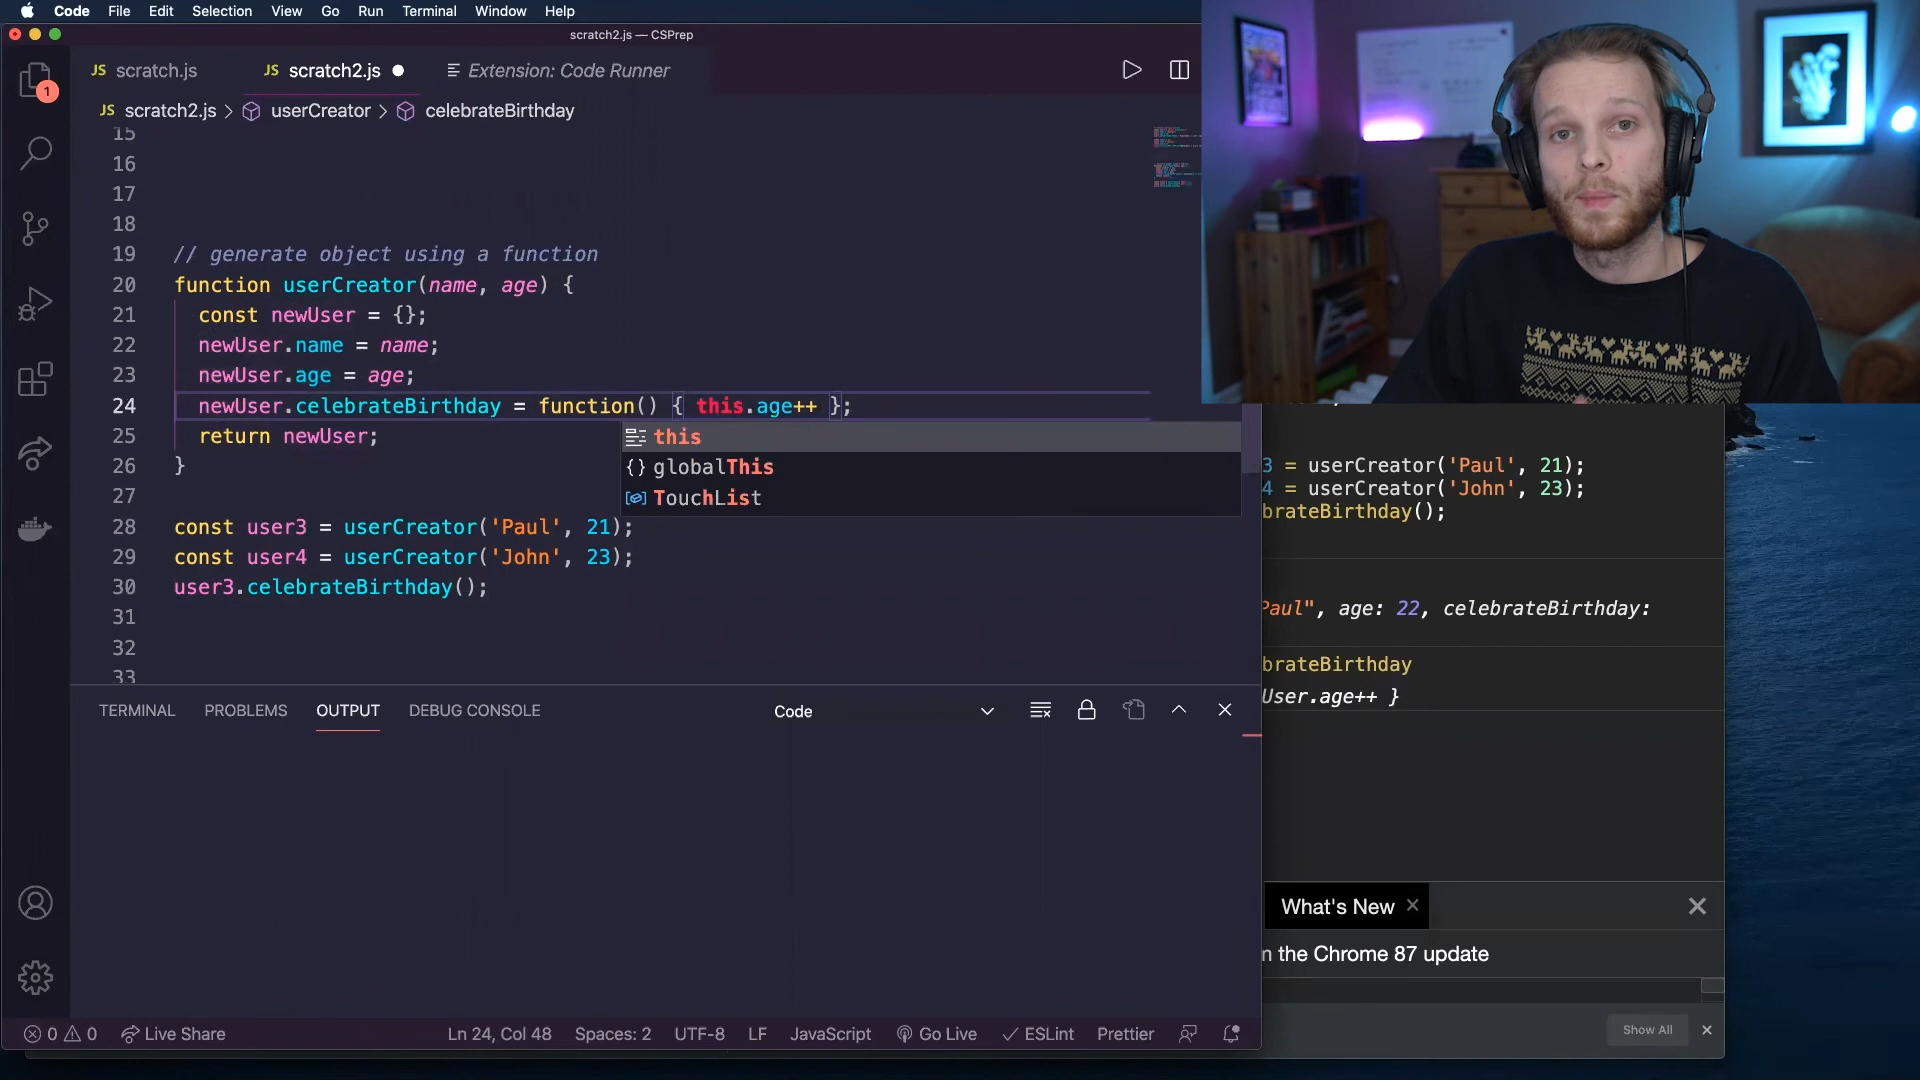 Code File Edit Selection View Go Run Terminal Window Help
scratch2.js — CSPrep
JS scratch.js JS scratch2.js Extension: Code Runner
1
JS scratch2.js > userCreator > celebrateBirthday
15
16
17
18
19 // generate object using a function
20 function userCreator(name, age) {
21 const newUser = {};
22 newUser.name = name;
23 newUser.age = age;
24 newUser.celebrateBirthday = function() { this.age++ };
25 return newUser;
26 }
27
28 const user3 = userCreator('Paul', 21);
29 const user4 = userCreator('John', 23);
30 user3.celebrateBirthday();
31
32
33
this
{} globalThis
TouchList
3 = userCreator('Paul', 21);
4 = userCreator('John', 23);
brateBirthday();
Paul", age: 22, celebrateBirthday:
brateBirthday
User.age++ }
TERMINAL PROBLEMS OUTPUT DEBUG CONSOLE Code
What's New
n the Chrome 87 update
Show All
0 0 Live Share Ln 24, Col 48 Spaces: 2 UTF-8 LF JavaScript Go Live ESLint Prettier